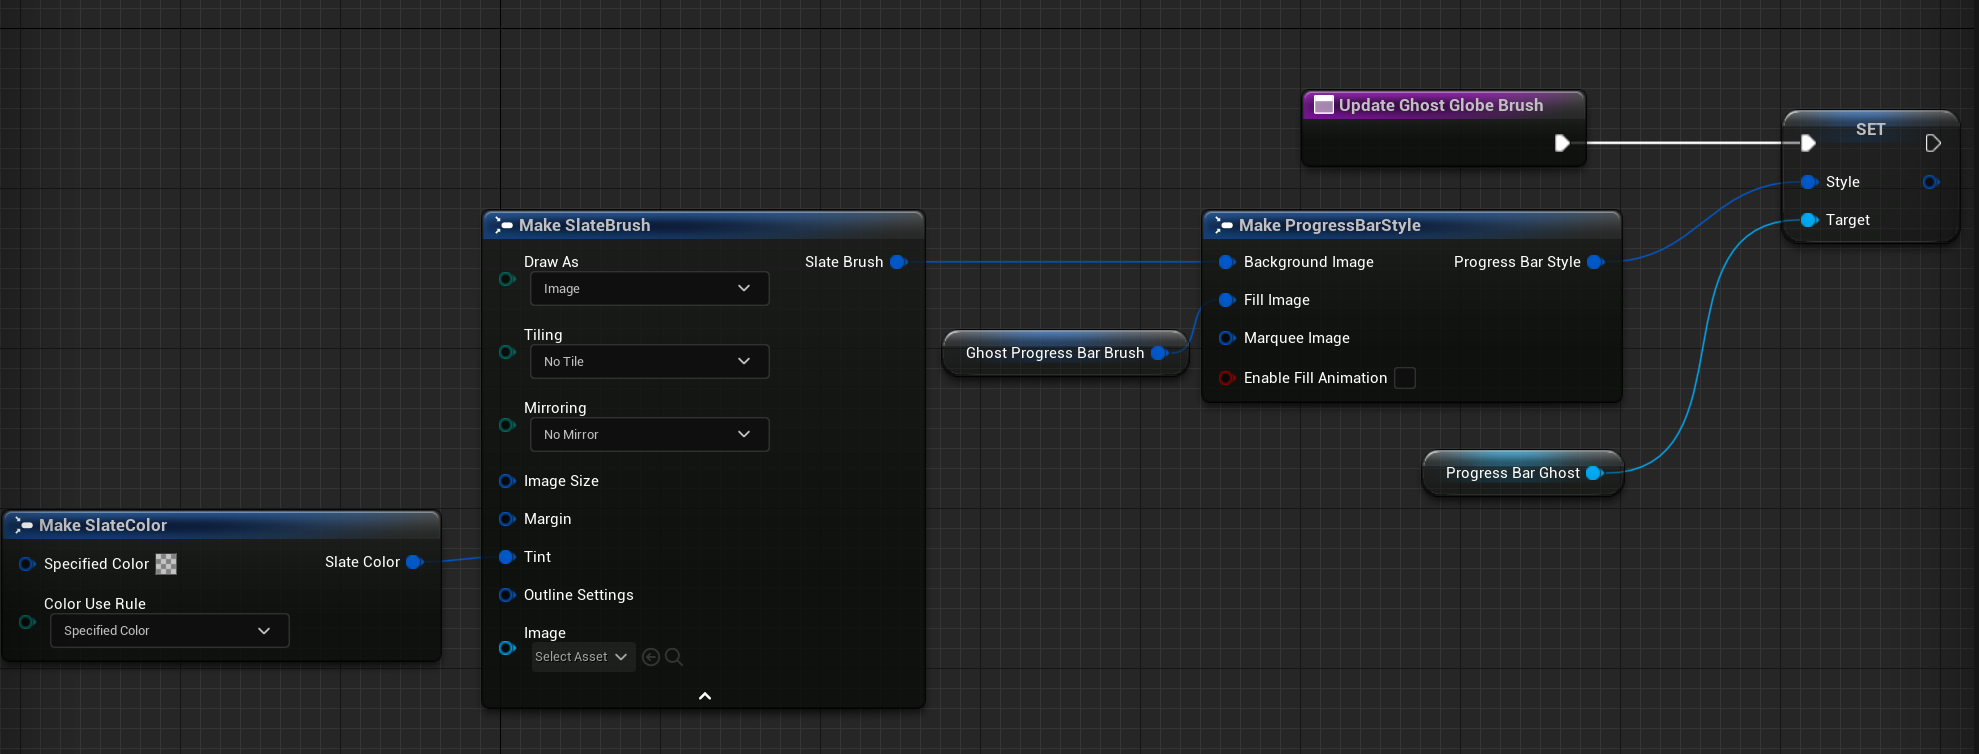 Update Ghost Globe Brush
SET
Style
Target
Make SlateBrush
Draw As
Slate Brush
Image
Tiling
No Tile
Mirroring
No Mirror
Image Size
Margin
Tint
Outline Settings
Image
Select Asset
Make ProgressBarStyle
Background Image
Progress Bar Style
Fill Image
Marquee Image
Enable Fill Animation
Ghost Progress Bar Brush
Progress Bar Ghost
Make SlateColor
Specified Color
Slate Color
Color Use Rule
Specified Color